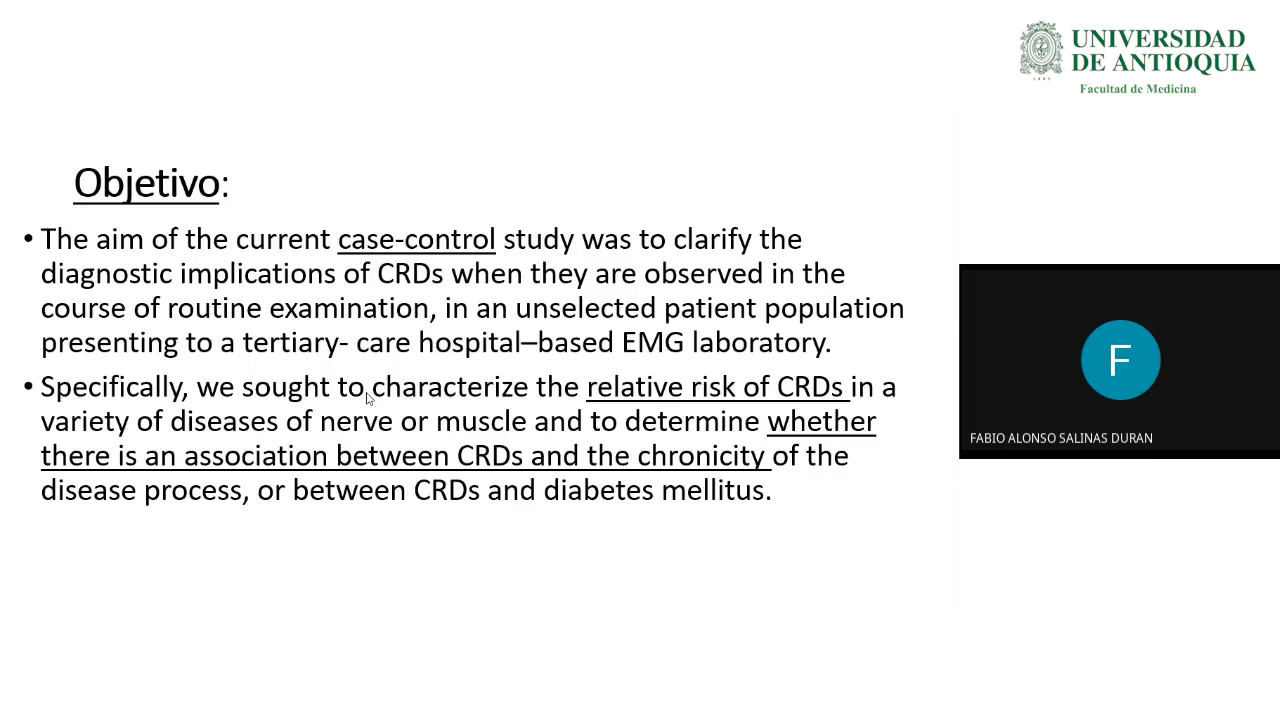 UNIVERSIDAD
DE ANTIOQUIA
1803
Facultad de Medicina
Objetivo:
• The aim of the current case-control study was to clarify the
diagnostic implications of CRDs when they are observed in the
course of routine examination, in an unselected patient population
presenting to a tertiary- care hospital–based EMG laboratory.
• Specifically, we sought to characterize the relative risk of CRDs in a
variety of diseases of nerve or muscle and to determine whether
there is an association between CRDs and the chronicity of the
disease process, or between CRDs and diabetes mellitus.
F
FABIO ALONSO SALINAS DURAN